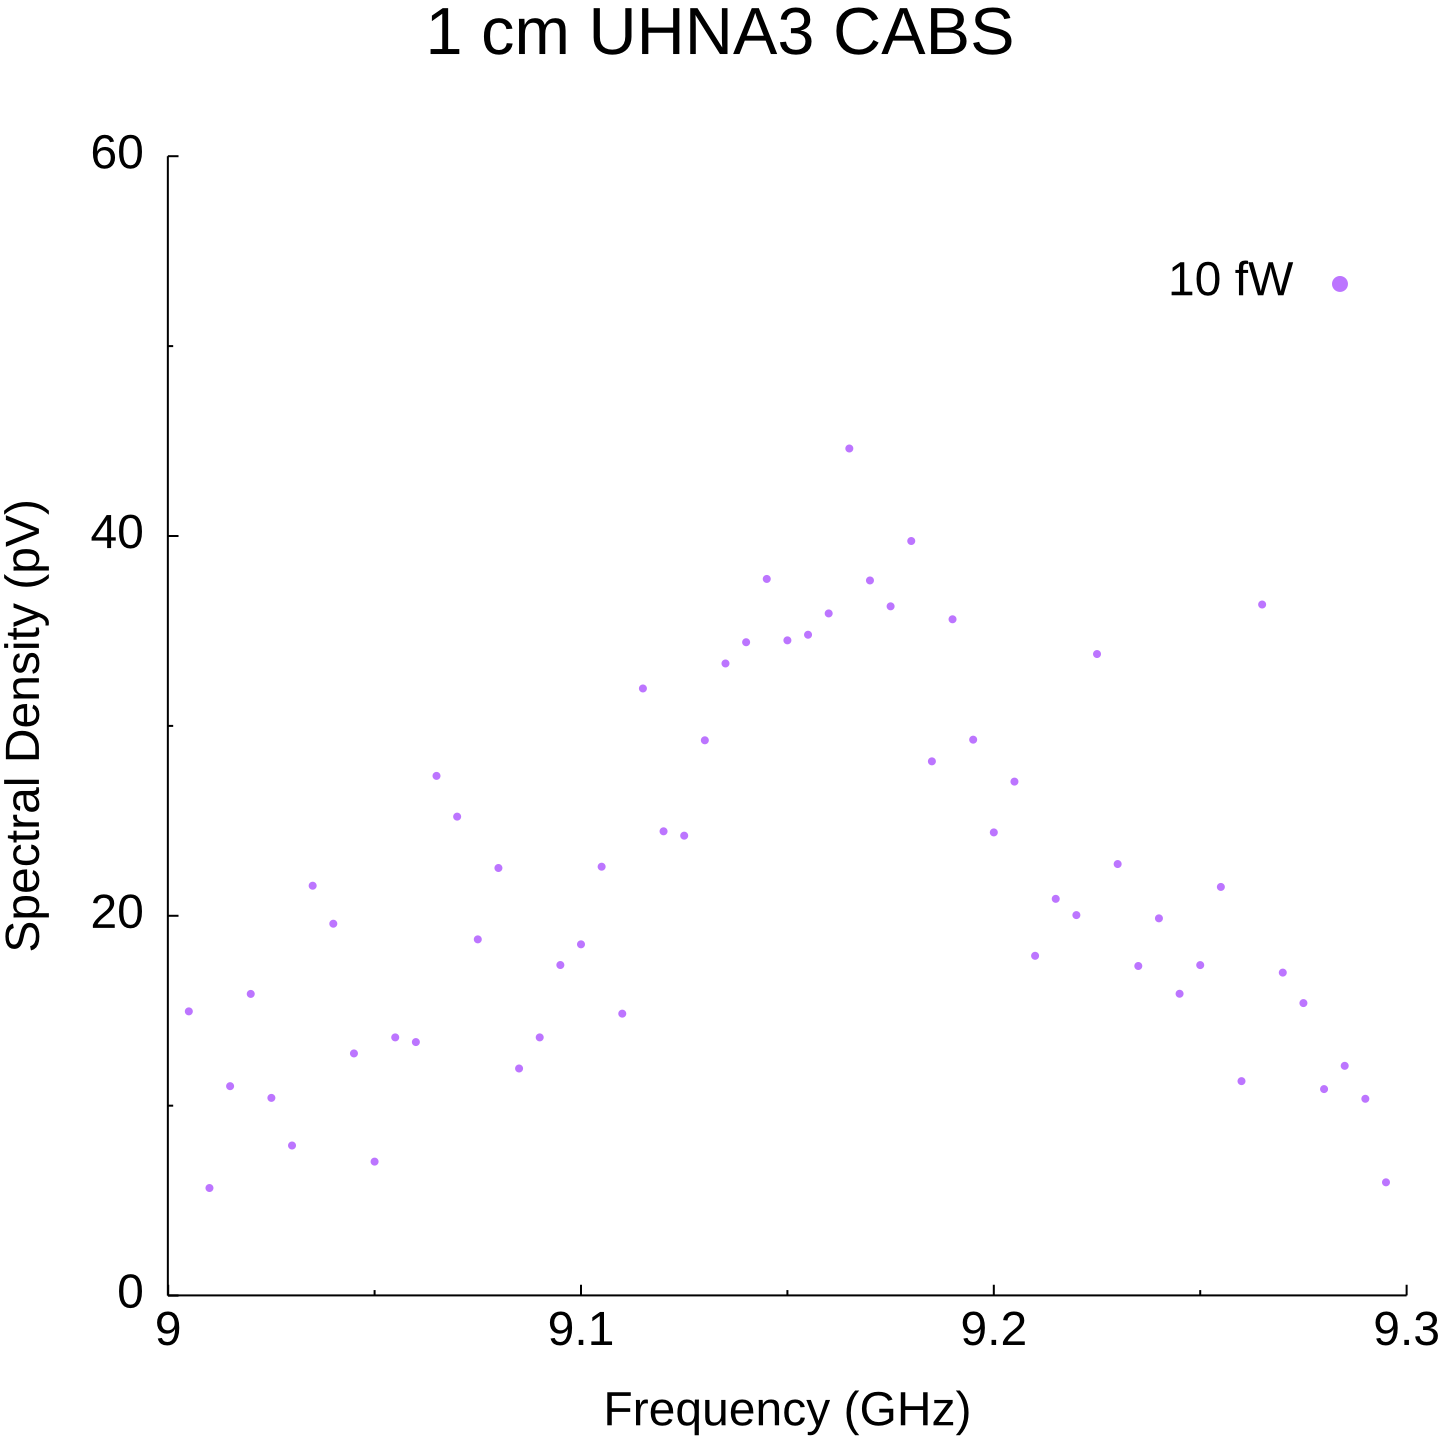 1 cm UHNA3 CABS
60
10 fW
40
Spectral Density (pV)
20
0
9
9.1
9.2
9.3
Frequency (GHz)